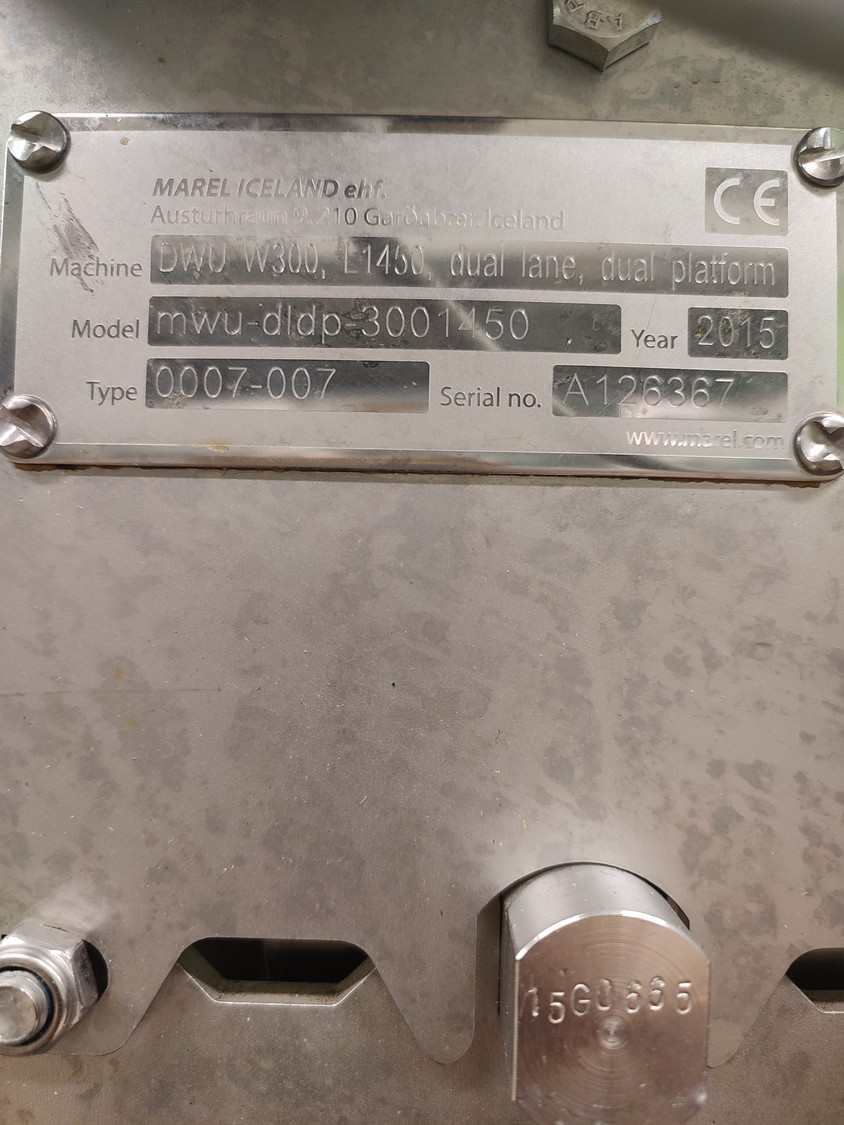 MAREL ICELAND ehf.
Austurhraun 9, 210 Garðabær, Iceland
CE
Machine DWU W300, L1450, dual lane, dual platform
Model mwu-dldp-3001450 Year 2015
Type 0007-007 Serial no. A126367
www.marel.com
15G0665